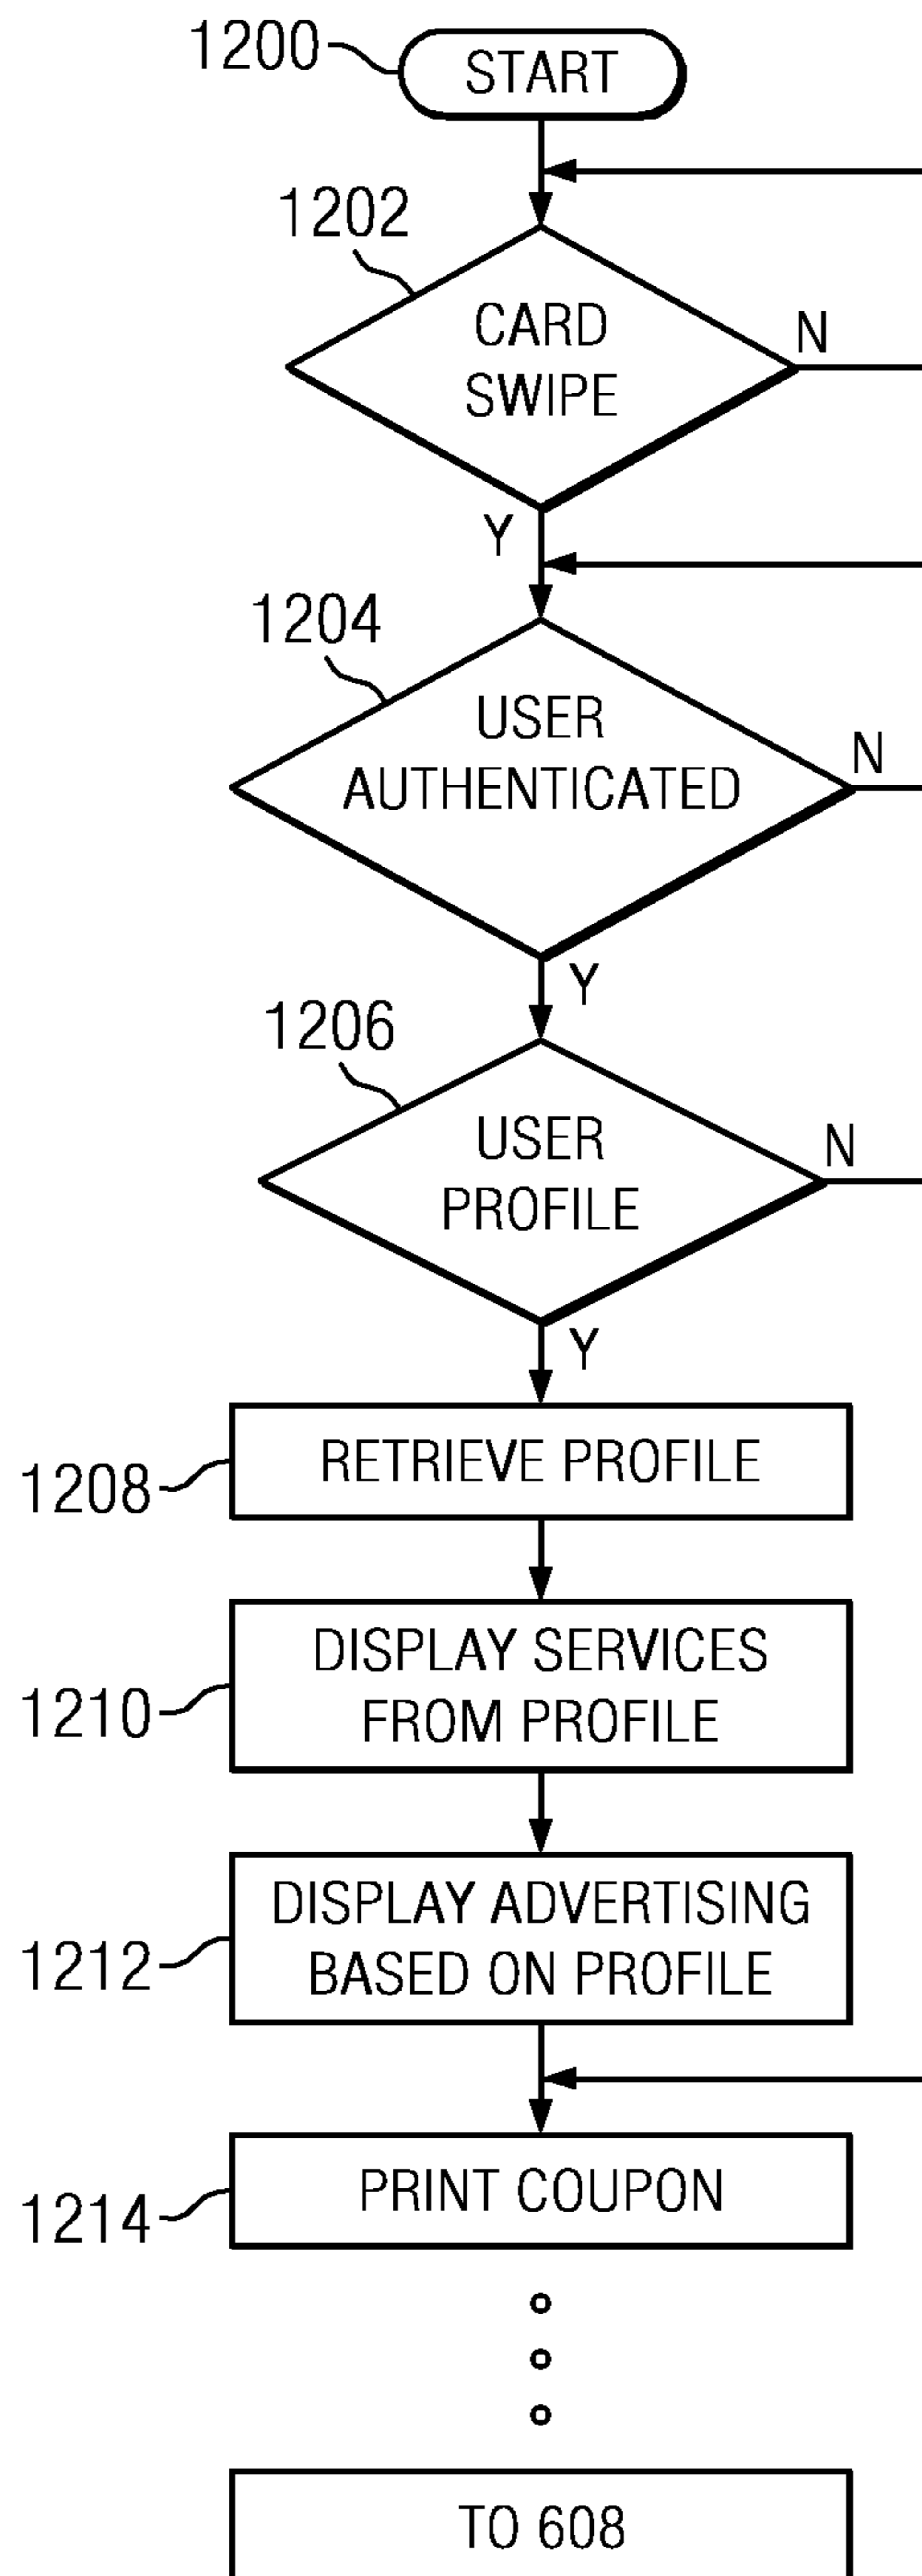 1200
START
1202
CARD
SWIPE
N
Y
1204
USER
AUTHENTICATED
N
Y
1206
USER
PROFILE
N
Y
1208
RETRIEVE PROFILE
1210
DISPLAY SERVICES
FROM PROFILE
1212
DISPLAY ADVERTISING
BASED ON PROFILE
1214
PRINT COUPON
TO 608